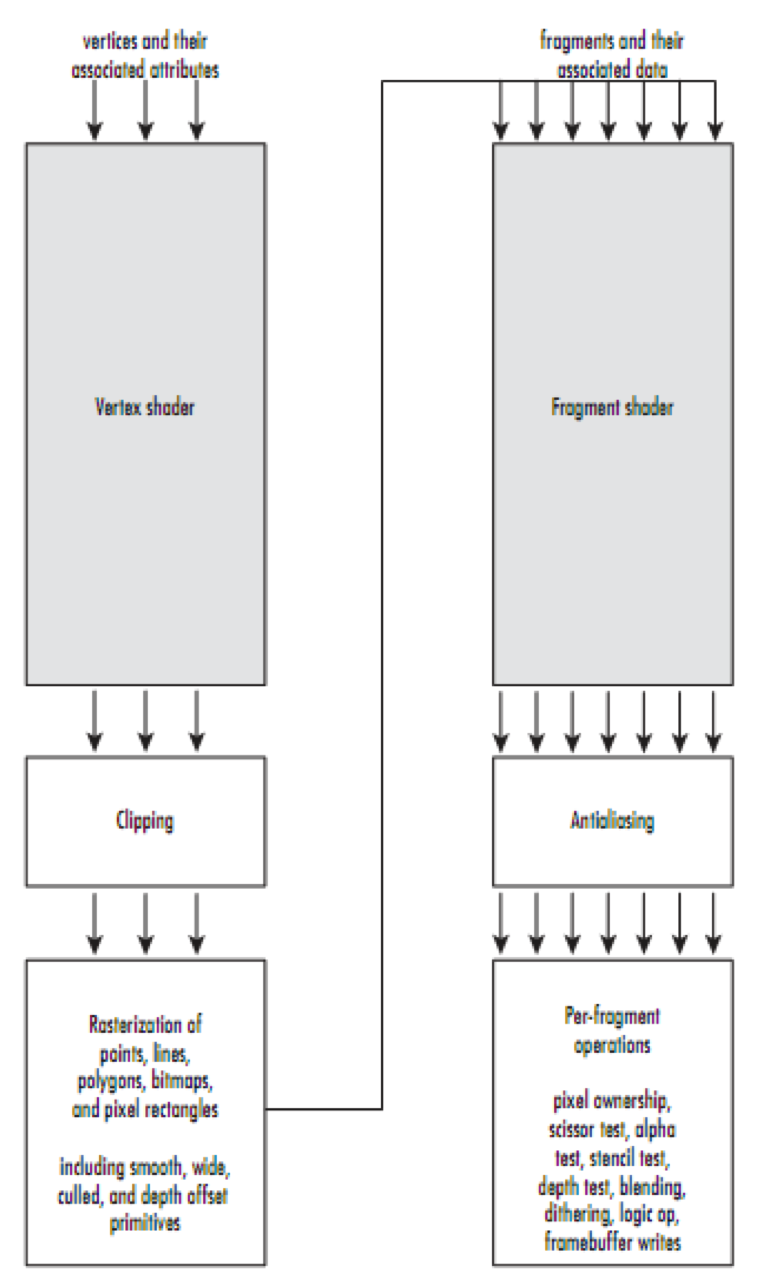 vertices and their
associated attributes
Vertex shader
Clipping
Rasterization of
points, lines,
polygons, bitmaps,
and pixel rectangles
including smooth, wide,
culled, and depth offset
primitives
fragments and their
associated data
Fragment shader
Antialiasing
Per-fragment
operations
pixel ownership,
scissor test, alpha
test, stencil test,
depth test, blending,
dithering, logic op,
framebuffer writes